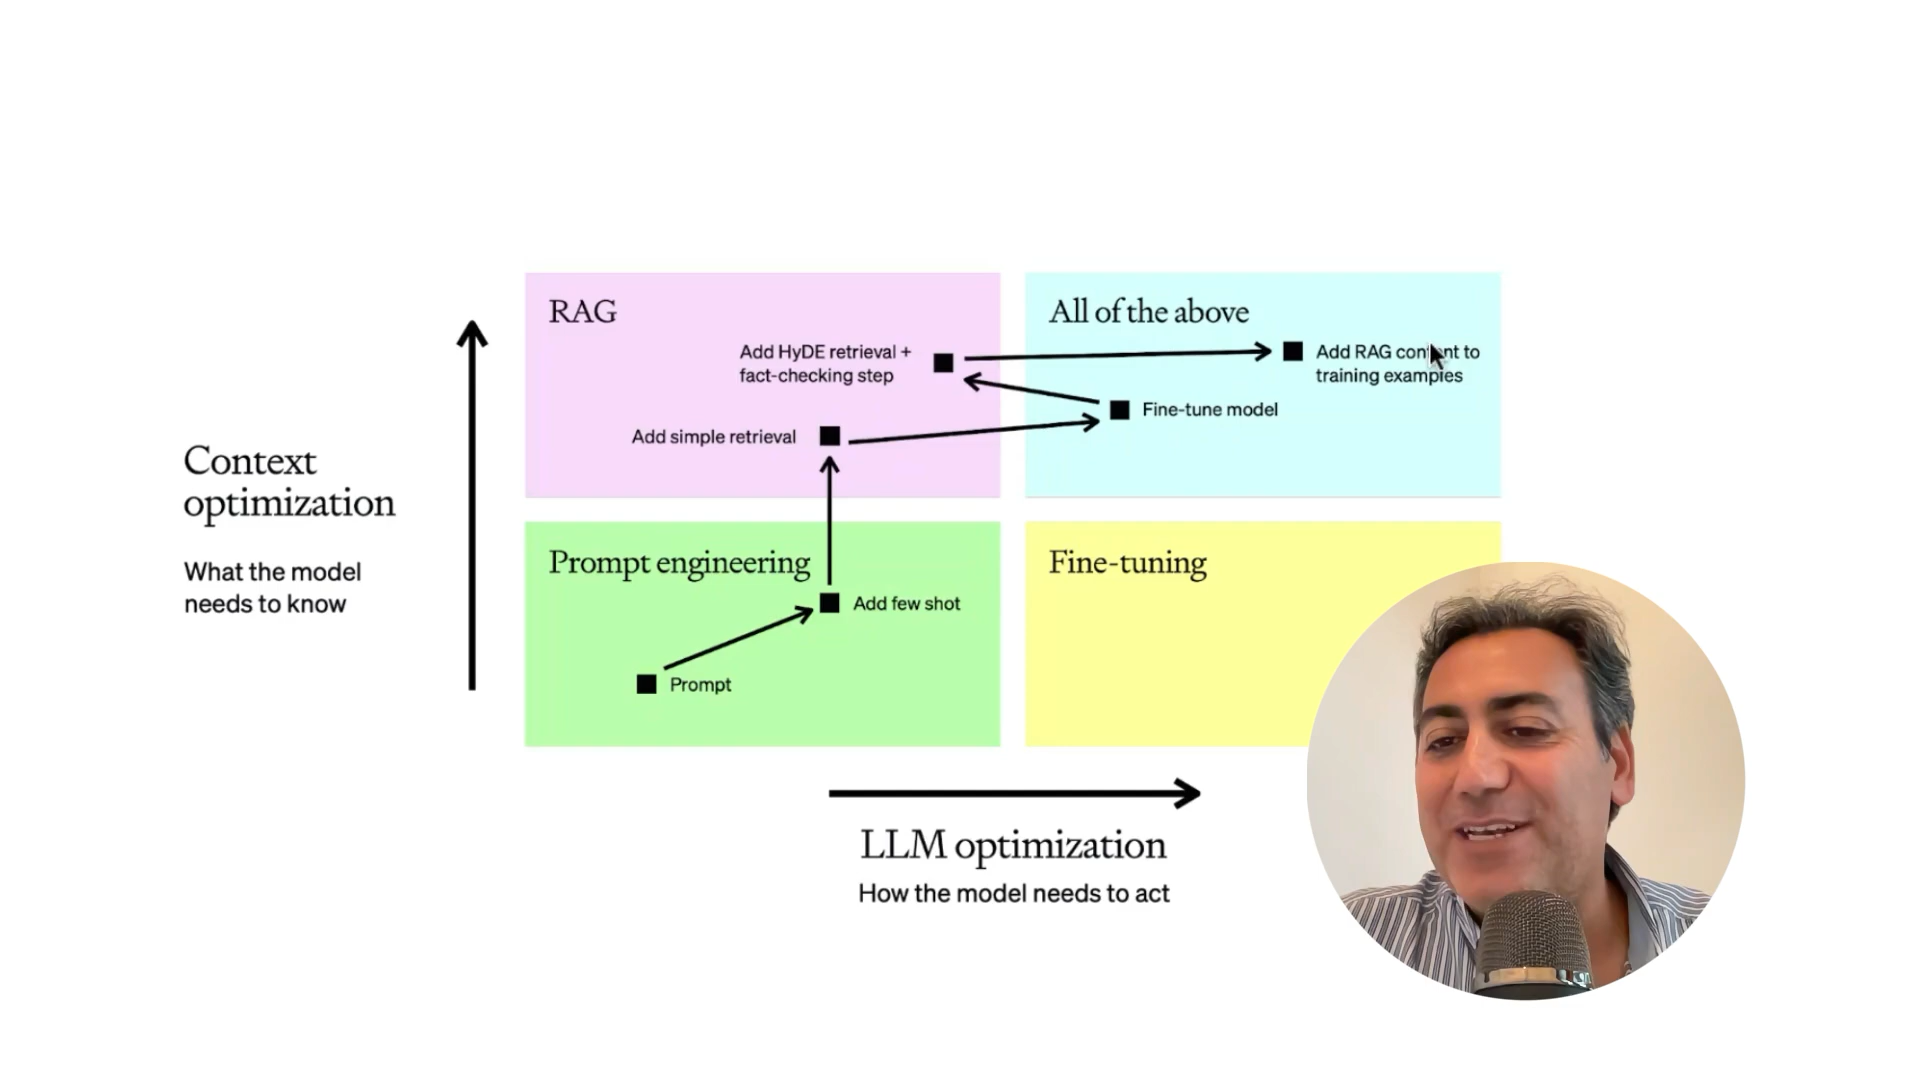 RAG
Add HyDE retrieval +
fact-checking step
Add simple retrieval
All of the above
Add RAG content to
training examples
Fine-tune model
Context
optimization
What the model
needs to know
Prompt engineering
Add few shot
Prompt
Fine-tuning
LLM optimization
How the model needs to act